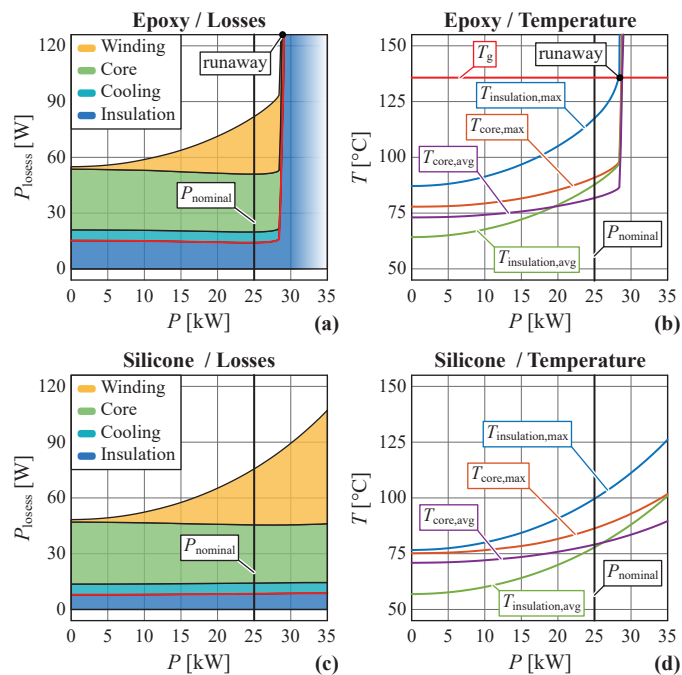 Epoxy / Losses
120
90
60
30
0
P_losess [W]
Winding
Core
Cooling
Insulation
runaway
P_nominal
0 5 10 15 20 25 30 35
P [kW]
(a)
Epoxy / Temperature
150
125
100
75
50
T [°C]
T_g
runaway
T_insulation,max
T_core,max
T_core,avg
P_nominal
T_insulation,avg
0 5 10 15 20 25 30 35
P [kW]
(b)
Silicone / Losses
120
90
60
30
0
P_losess [W]
Winding
Core
Cooling
Insulation
P_nominal
0 5 10 15 20 25 30 35
P [kW]
(c)
Silicone / Temperature
150
125
100
75
50
T [°C]
T_insulation,max
T_core,max
T_core,avg
P_nominal
T_insulation,avg
0 5 10 15 20 25 30 35
P [kW]
(d)